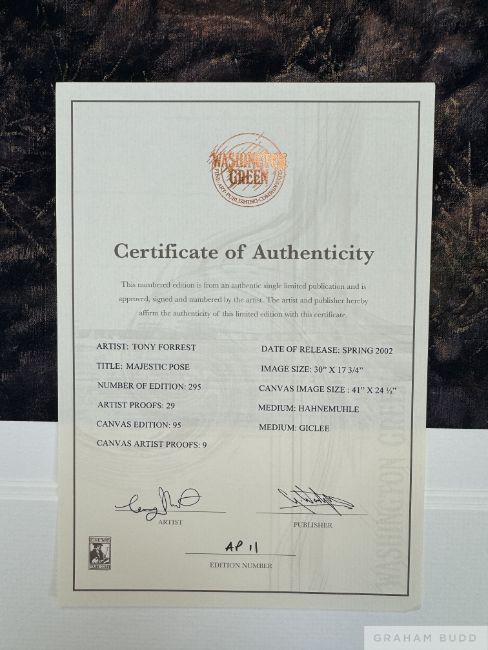 WASHINGTON
GREEN
FINE ART PUBLISHING COMPANY LTD
Certificate of Authenticity
This numbered edition is from an authentic single limited publication and is
approved, signed and numbered by the artist. The artist and publisher hereby
affirm the authenticity of this limited edition with this certificate.
ARTIST: TONY FORREST
TITLE: MAJESTIC POSE
NUMBER OF EDITION: 295
ARTIST PROOFS: 29
CANVAS EDITION: 95
CANVAS ARTIST PROOFS: 9
DATE OF RELEASE: SPRING 2002
IMAGE SIZE: 30" X 17 3/4"
CANVAS IMAGE SIZE : 41" X 24 ½"
MEDIUM: HAHNEMUHLE
MEDIUM: GICLEE
ARTIST
PUBLISHER
AP 11
EDITION NUMBER
WASHINGTON GREEN
GRAHAM BUDD